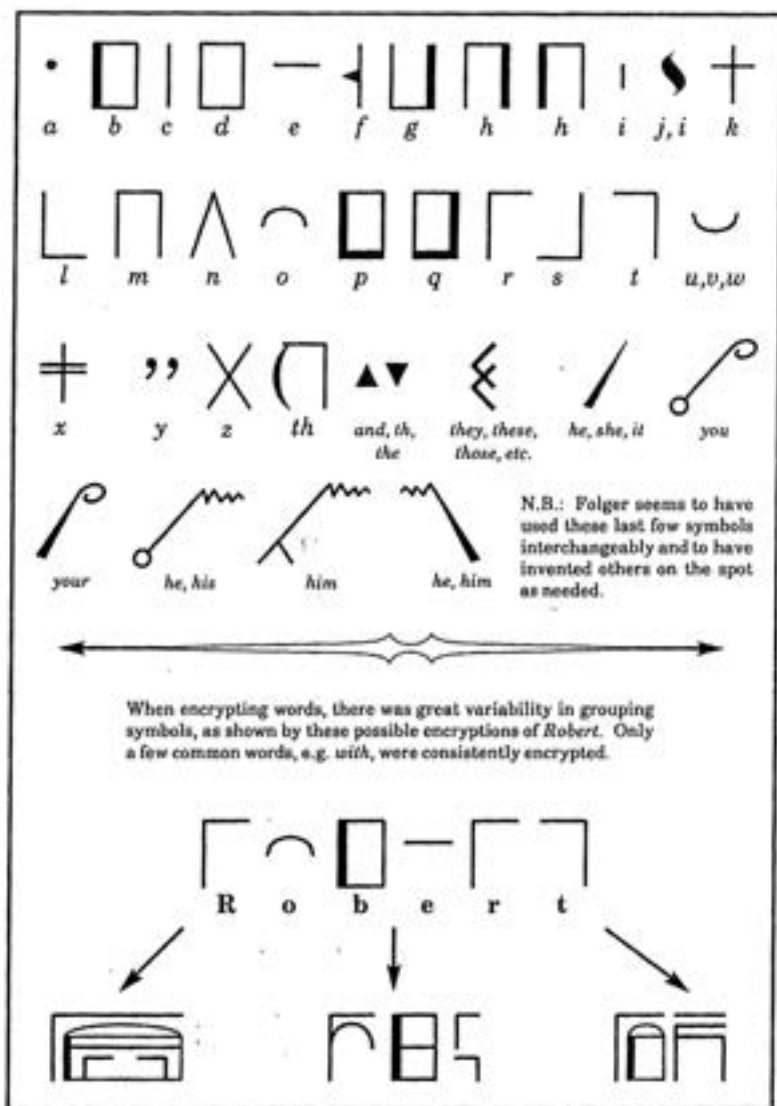 a b c d e f g h h i j,i k
l m n o p q r s t u,v,w
x y z th and, th, the they, these, those, etc. he, she, it you
your he, his him he, him
N.B.: Folger seems to have
used these last few symbols
interchangeably and to have
invented others on the spot
as needed.
When encrypting words, there was great variability in grouping
symbols, as shown by these possible encryptions of Robert. Only
a few common words, e.g. with, were consistently encrypted.
R o b e r t